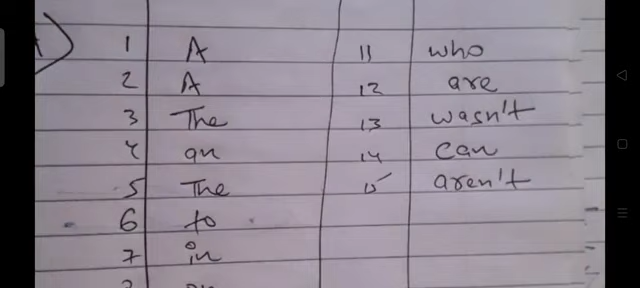 1 A 11 who
2 A 12 are
3 The 13 wasn't
4 an 14 can
5 The 15 aren't
6 to
7 in